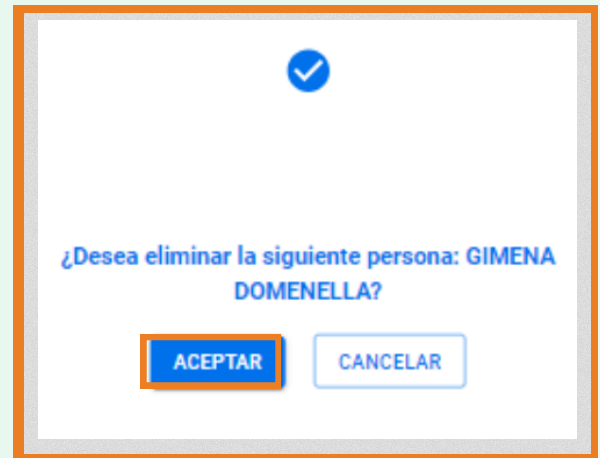 ¿Desea eliminar la siguiente persona: GIMENA
DOMENELLA?
ACEPTAR
CANCELAR